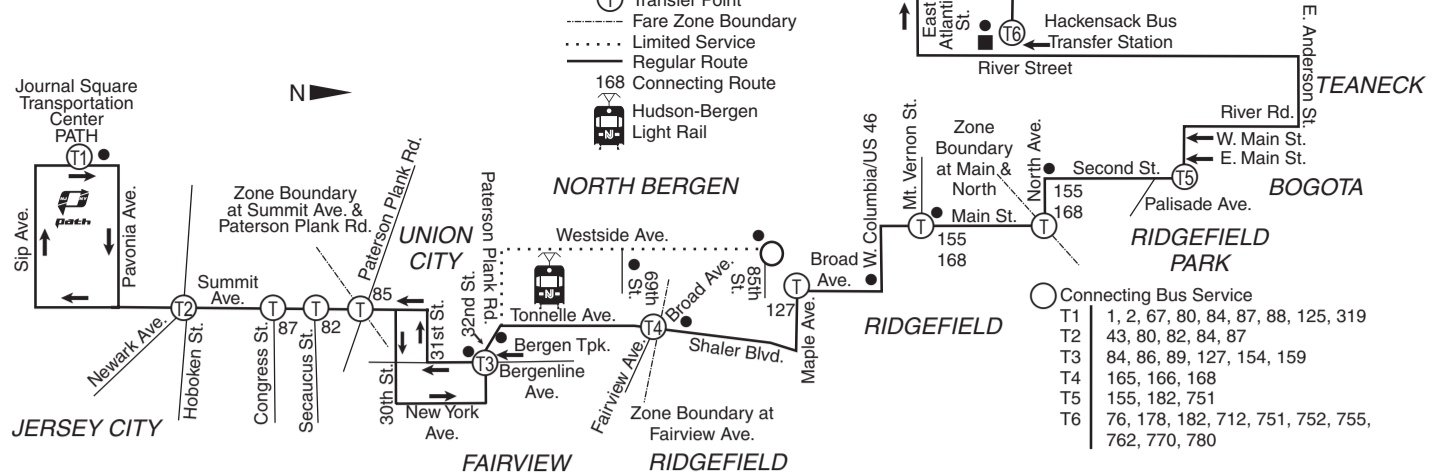 Transfer Point
Fare Zone Boundary
Limited Service
Regular Route
168 Connecting Route
Hudson-Bergen
Light Rail
East
Atlantic
St.
T6
Hackensack Bus
Transfer Station
River Street
E. Anderson St.
TEANECK
River Rd.
W. Main St.
E. Main St.
BOGOTA
N
Journal Square
Transportation
Center
PATH
T1
path
Sip Ave.
Pavonia Ave.
Newark Ave.
T2
Hoboken St.
Summit
Ave.
Congress St.
T
87
Secaucus St.
T
82
Zone Boundary
at Summit Ave. &
Paterson Plank Rd.
Paterson Plank Rd.
T
85
JERSEY CITY
UNION
CITY
30th St.
31st St.
32nd St.
Paterson
Plank Rd.
New York
Ave.
T3
Bergen Tpk.
Bergenline
Ave.
NORTH BERGEN
Westside Ave.
Tonnelle Ave.
69th
St.
Broad Ave.
T4
Fairview Ave.
Shaler Blvd.
Zone Boundary at
Fairview Ave.
FAIRVIEW
RIDGEFIELD
85th
St.
127
T
Maple Ave.
Broad
Ave.
W. Columbia/US 46
RIDGEFIELD
Mt. Vernon St.
T
Main St.
155
168
Zone
Boundary
at Main &
North
North Ave.
T
155
168
Second St.
T5
Palisade Ave.
RIDGEFIELD
PARK
Connecting Bus Service
T1 1, 2, 67, 80, 84, 87, 88, 125, 319
T2 43, 80, 82, 84, 87
T3 84, 86, 89, 127, 154, 159
T4 165, 166, 168
T5 155, 182, 751
T6 76, 178, 182, 712, 751, 752, 755,
762, 770, 780